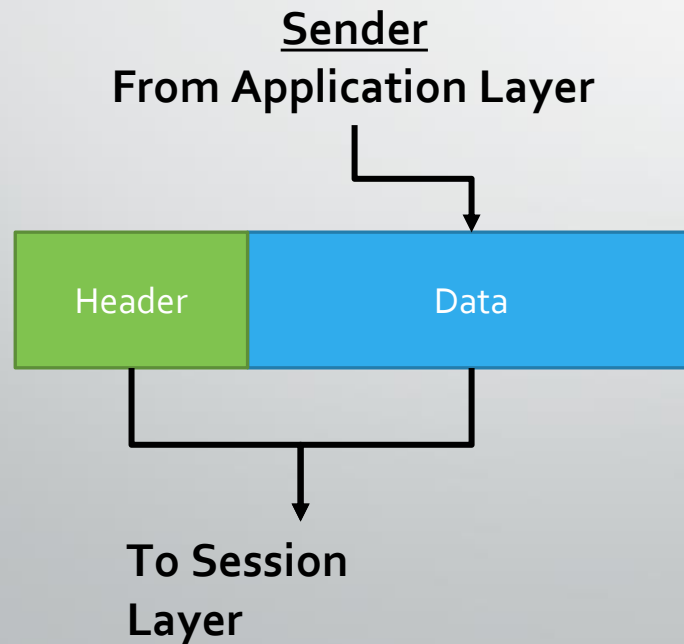 Sender
From Application Layer
Header
Data
To Session
Layer